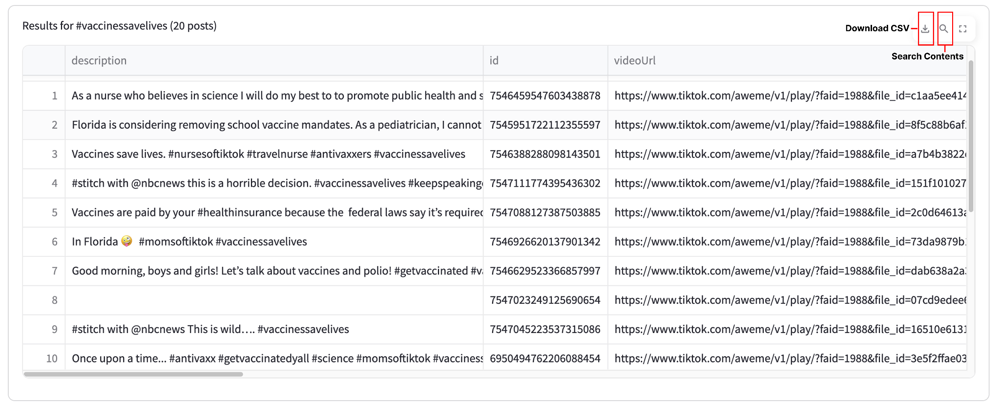 Results for #vaccinessavelives (20 posts)
Download CSV
Search Contents
description id videoUrl
1 As a nurse who believes in science I will do my best to to promote public health and s 7546459547603438878 https://www.tiktok.com/aweme/v1/play/?faid=1988&file_id=c1aa5ee414
2 Florida is considering removing school vaccine mandates. As a pediatrician, I cannot 7545951722112355597 https://www.tiktok.com/aweme/v1/play/?faid=1988&file_id=8f5c88b6af
3 Vaccines save lives. #nursesoftiktok #travelnurse #antivaxxers #vaccinessavelives 7546388288098143501 https://www.tiktok.com/aweme/v1/play/?faid=1988&file_id=a7b4b3822
4 #stitch with @nbcnews this is a horrible decision. #vaccinessavelives #keepspeaking 7547111774395436302 https://www.tiktok.com/aweme/v1/play/?faid=1988&file_id=151f101027
5 Vaccines are paid by your #healthinsurance because the federal laws say it’s required 7547088127387503885 https://www.tiktok.com/aweme/v1/play/?faid=1988&file_id=2c0d64613
6 In Florida 🤪 #momsoftiktok #vaccinessavelives 7546926620137901342 https://www.tiktok.com/aweme/v1/play/?faid=1988&file_id=73da9879b
7 Good morning, boys and girls! Let’s talk about vaccines and polio! #getvaccinated #v 7546629523366857997 https://www.tiktok.com/aweme/v1/play/?faid=1988&file_id=dab638a2a
8 7547023249125690654 https://www.tiktok.com/aweme/v1/play/?faid=1988&file_id=07cd9edee
9 #stitch with @nbcnews This is wild…. #vaccinessavelives 7547045223537315086 https://www.tiktok.com/aweme/v1/play/?faid=1988&file_id=16510e613
10 Once upon a time... #antivaxx #getvaccinatedyall #science #momsoftiktok #vacciness 6950494762206088454 https://www.tiktok.com/aweme/v1/play/?faid=1988&file_id=3e5f2ffae03